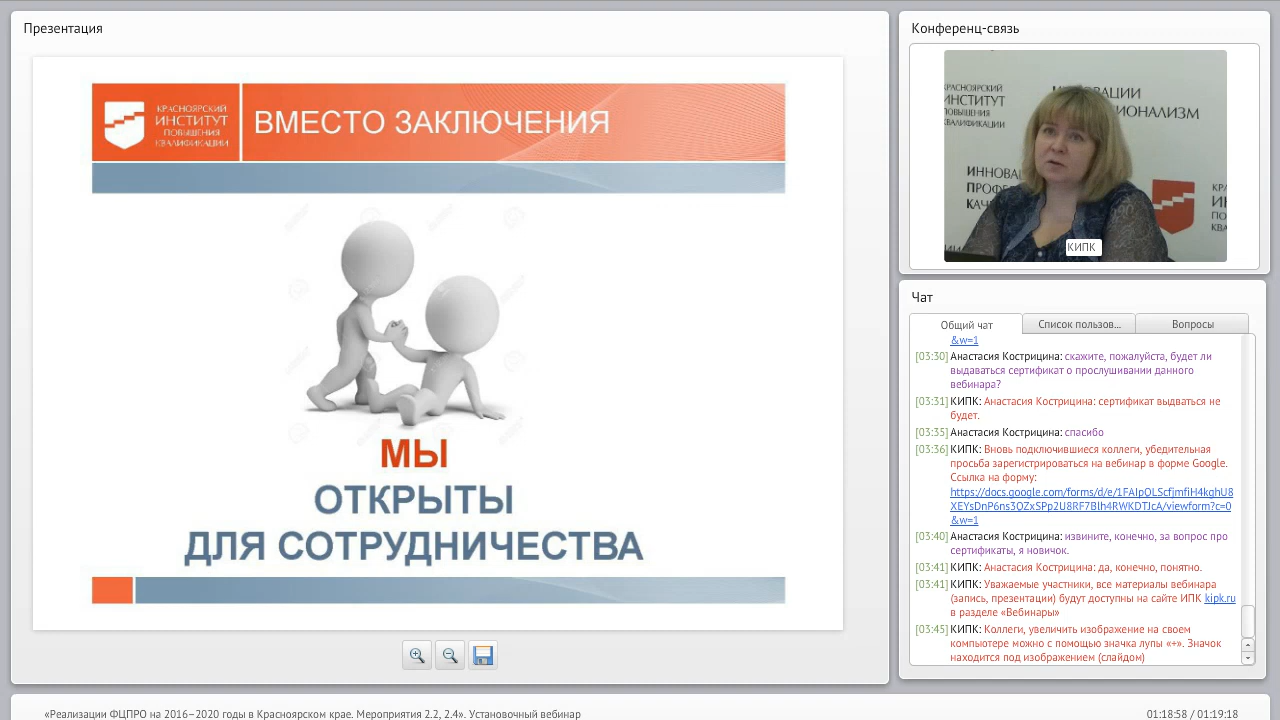 Презентация
КРАСНОЯРСКИЙ
ИНСТИТУТ
ПОВЫШЕНИЯ
КВАЛИФИКАЦИИ
ВМЕСТО ЗАКЛЮЧЕНИЯ
МЫ
ОТКРЫТЫ
ДЛЯ СОТРУДНИЧЕСТВА
Конференц-связь
КИПК
Чат
Общий чат
Список пользов...
Вопросы
&w=1
[03:30] Анастасия Кострицина: скажите, пожалуйста, будет ли
выдаваться сертификат о прослушивании данного
вебинара?
[03:31] КИПК: Анастасия Кострицина: сертификат выдваться не
будет.
[03:35] Анастасия Кострицина: спасибо
[03:36] КИПК: Вновь подключившиеся коллеги, убедительная
просьба зарегистрироваться на вебинар в форме Google.
Ссылка на форму:
https://docs.google.com/forms/d/e/1FAIpQLScfjmfiH4kghU8
XEYsDnP6ns3QZxSPp2U8RF7Blh4RWKDTJcA/viewform?c=0
&w=1
[03:40] Анастасия Кострицина: извините, конечно, за вопрос про
сертификаты, я новичок.
[03:41] КИПК: Анастасия Кострицина: да, конечно, понятно.
[03:41] КИПК: Уважаемые участники, все материалы вебинара
(запись, презентации) будут доступны на сайте ИПК kipk.ru
в разделе «Вебинары»
[03:45] КИПК: Коллеги, увеличить изображение на своем
компьютере можно с помощью значка лупы «+». Значок
находится под изображением (слайдом)
«Реализации ФЦПРО на 2016–2020 годы в Красноярском крае. Мероприятия 2.2, 2.4». Установочный вебинар
01:18:58 / 01:19:18